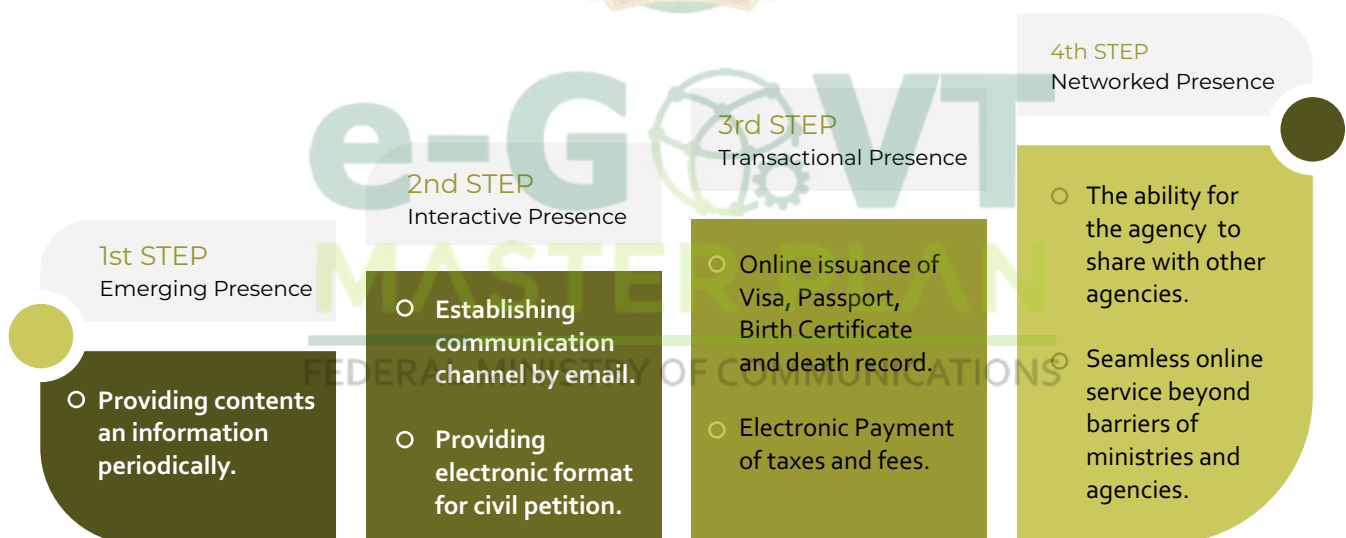 1st STEP
Emerging Presence
Providing contents
an information
periodically.
2nd STEP
Interactive Presence
Establishing
communication
channel by email.
Providing
electronic format
for civil petition.
3rd STEP
Transactional Presence
Online issuance of
Visa, Passport,
Birth Certificate
and death record.
Electronic Payment
of taxes and fees.
4th STEP
Networked Presence
The ability for
the agency to
share with other
agencies.
Seamless online
service beyond
barriers of
ministries and
agencies.
e-GOVT
MASTER PLAN
FEDERAL MINISTRY OF COMMUNICATIONS